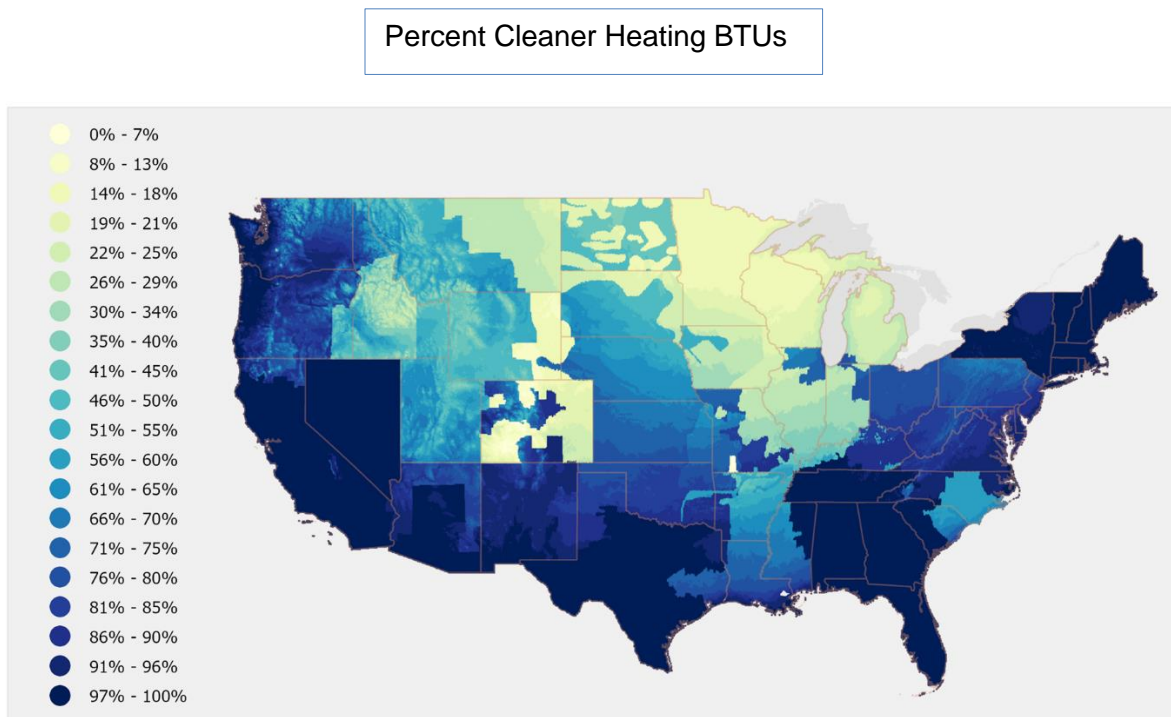 Percent Cleaner Heating BTUs
0% - 7%
8% - 13%
14% - 18%
19% - 21%
22% - 25%
26% - 29%
30% - 34%
35% - 40%
41% - 45%
46% - 50%
51% - 55%
56% - 60%
61% - 65%
66% - 70%
71% - 75%
76% - 80%
81% - 85%
86% - 90%
91% - 96%
97% - 100%